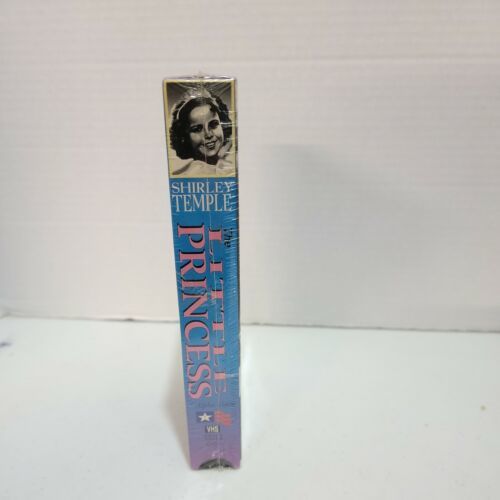 SHIRLEY
TEMPLE
The LITTLE
PRINCESS
VHS